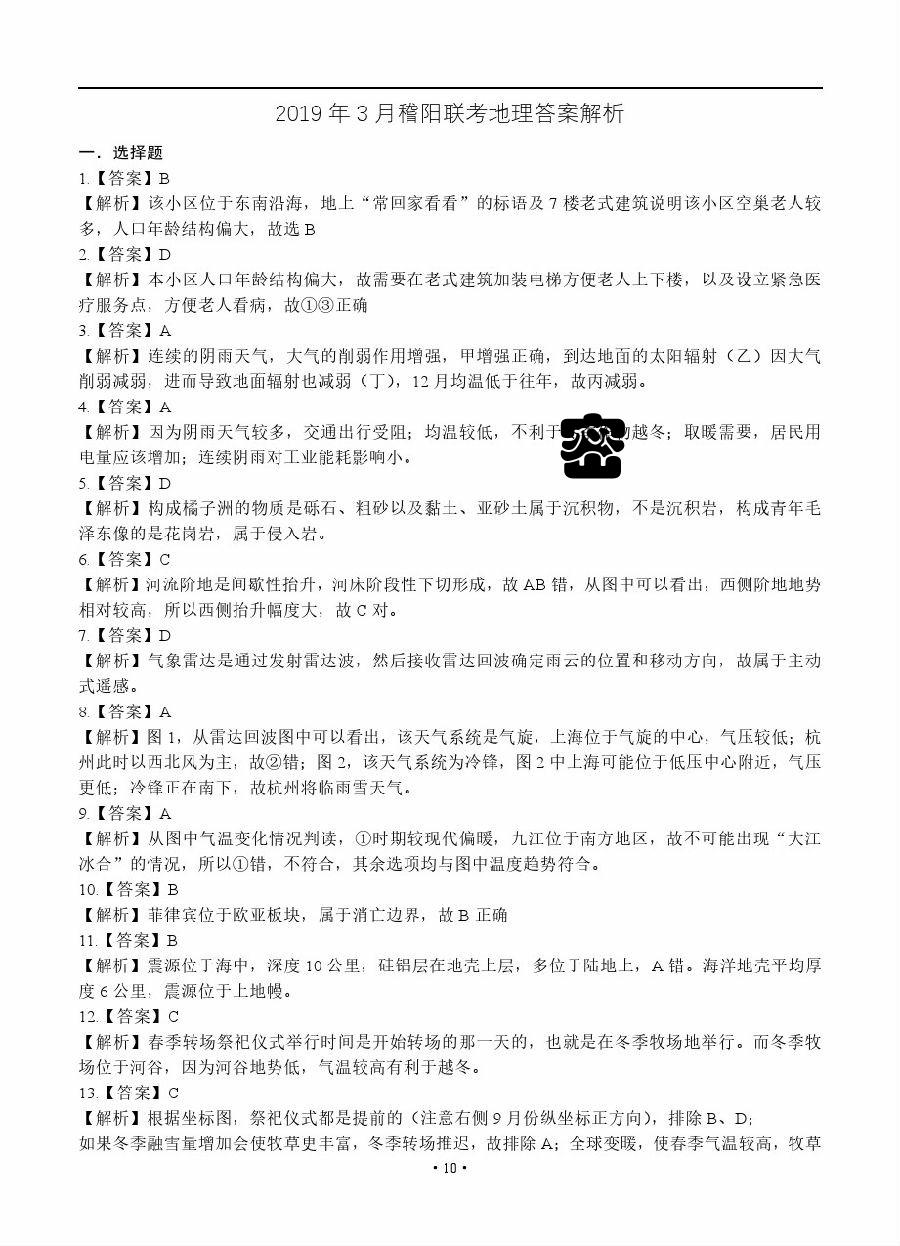 2019 年 3 月稽阳联考地理答案解析
一．选择题
1.【答案】B
【解析】该小区位于东南沿海，地上“常回家看看”的标语及 7 楼老式建筑说明该小区空巢老人较
多，人口年龄结构偏大，故选 B
2.【答案】D
【解析】本小区人口年龄结构偏大，故需要在老式建筑加装电梯方便老人上下楼，以及设立紧急医
疗服务点，方便老人看病，故①③正确
3.【答案】A
【解析】连续的阴雨天气，大气的削弱作用增强，甲增强正确，到达地面的太阳辐射（乙）因大气
削弱减弱，进而导致地面辐射也减弱（丁），12 月均温低于往年，故丙减弱。
4.【答案】A
【解析】因为阴雨天气较多，交通出行受阻；均温较低，不利于 越冬；取暖需要，居民用
电量应该增加；连续阴雨对工业能耗影响小。
5.【答案】D
【解析】构成橘子洲的物质是砾石、粗砂以及黏土、亚砂土属于沉积物，不是沉积岩，构成青年毛
泽东像的是花岗岩，属于侵入岩。
6.【答案】C
【解析】河流阶地是间歇性抬升，河床阶段性下切形成，故 AB 错，从图中可以看出，西侧阶地地势
相对较高，所以西侧抬升幅度大，故 C 对。
7.【答案】D
【解析】气象雷达是通过发射雷达波，然后接收雷达回波确定雨云的位置和移动方向，故属于主动
式遥感。
8.【答案】A
【解析】图 1，从雷达回波图中可以看出，该天气系统是气旋，上海位于气旋的中心，气压较低；杭
州此时以西北风为主，故②错；图 2，该天气系统为冷锋，图 2 中上海可能位于低压中心附近，气压
更低；冷锋正在南下，故杭州将临雨雪天气。
9.【答案】A
【解析】从图中气温变化情况判读，①时期较现代偏暖，九江位于南方地区，故不可能出现“大江
冰合”的情况，所以①错，不符合，其余选项均与图中温度趋势符合。
10.【答案】B
【解析】菲律宾位于欧亚板块，属于消亡边界，故 B 正确
11.【答案】B
【解析】震源位于海中，深度 10 公里，硅铝层在地壳上层，多位于陆地上，A 错。海洋地壳平均厚
度 6 公里，震源位于上地幔。
12.【答案】C
【解析】春季转场祭祀仪式举行时间是开始转场的那一天的，也就是在冬季牧场地举行。而冬季牧
场位于河谷，因为河谷地势低，气温较高有利于越冬。
13.【答案】C
【解析】根据坐标图，祭祀仪式都是提前的（注意右侧 9 月份纵坐标正方向），排除 B、D；
如果冬季融雪量增加会使牧草更丰富，冬季转场推迟，故排除 A；全球变暖，使春季气温较高，牧草
• 10 •